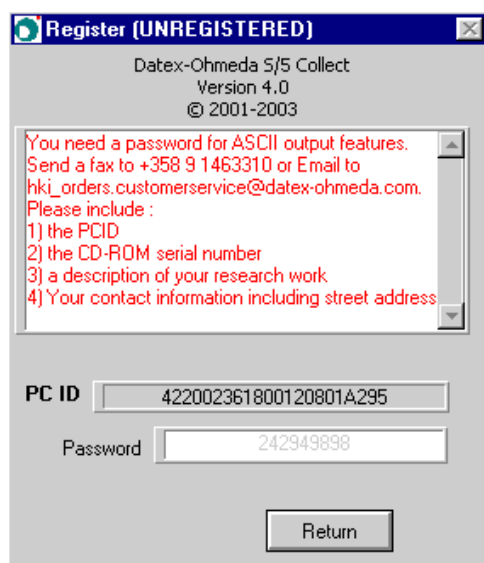 Register (UNREGISTERED)
Datex-Ohmeda S/5 Collect
Version 4.0
© 2001-2003
You need a password for ASCII output features.
Send a fax to +358 9 1463310 or Email to
hki_orders.customerservice@datex-ohmeda.com.
Please include :
1) the PCID
2) the CD-ROM serial number
3) a description of your research work
4) Your contact information including street address
PC ID 422002361800120801A295
Password 242949898
Return